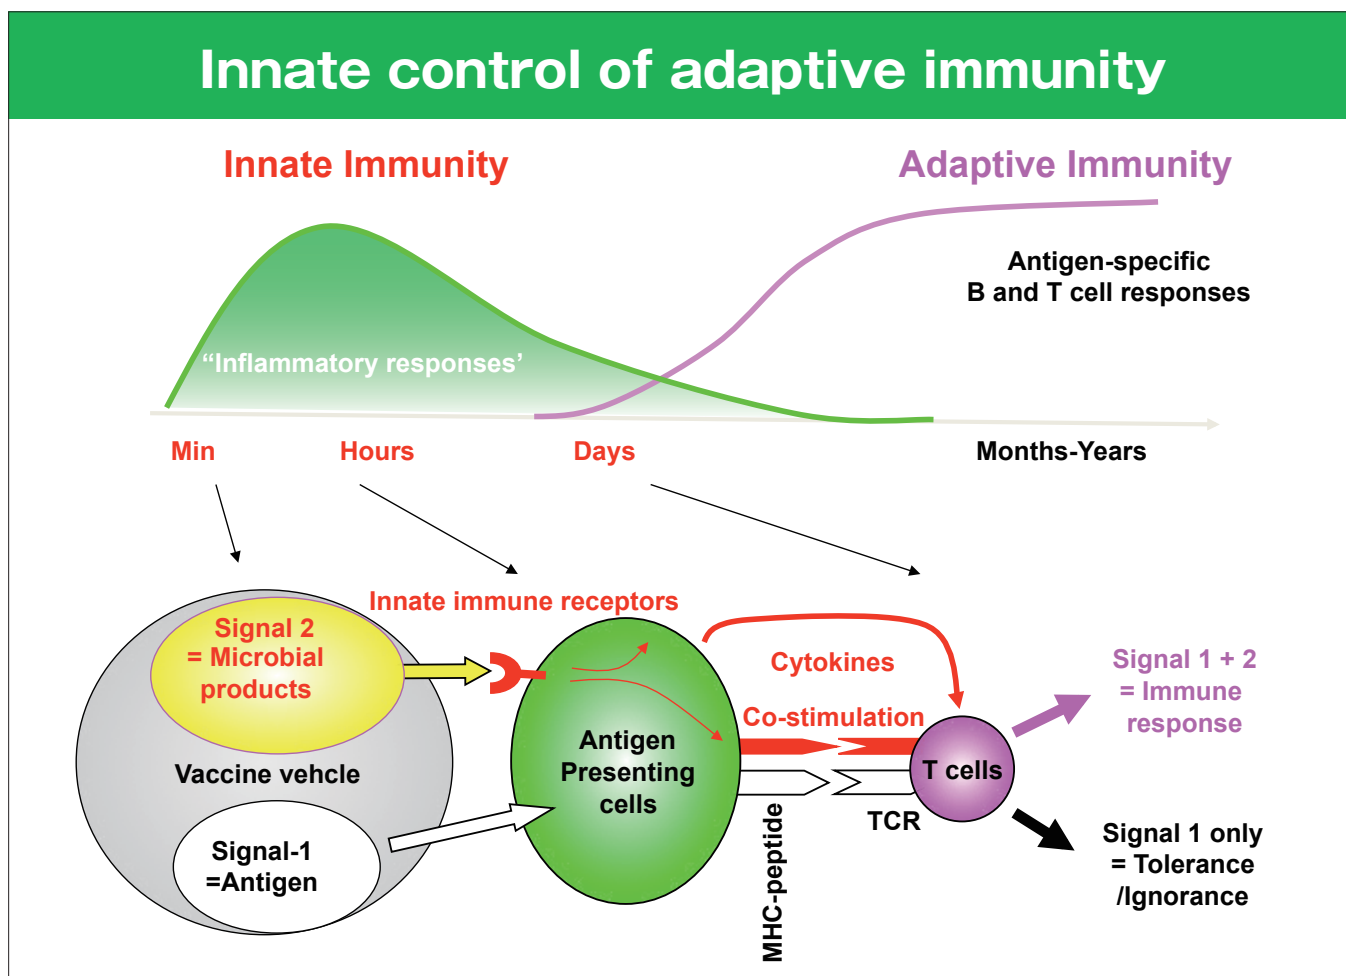 Innate control of adaptive immunity
Innate Immunity
Adaptive Immunity
Antigen-specific
B and T cell responses
“Inflammatory responses’
Min
Hours
Days
Months-Years
Innate immune receptors
Signal 2
= Microbial
products
Vaccine vehcle
Signal-1
=Antigen
Antigen
Presenting
cells
Cytokines
Co-stimulation
MHC-peptide
TCR
T cells
Signal 1 + 2
= Immune
response
Signal 1 only
= Tolerance
/Ignorance